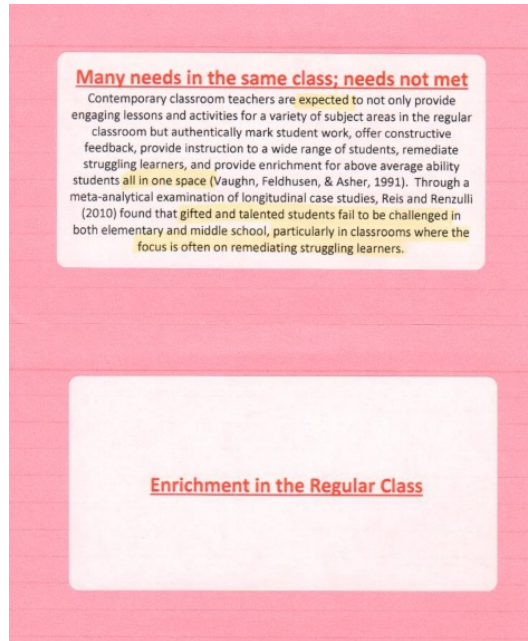 Many needs in the same class; needs not met
Contemporary classroom teachers are expected to not only provide
engaging lessons and activities for a variety of subject areas in the regular
classroom but authentically mark student work, offer constructive
feedback, provide instruction to a wide range of students, remediate
struggling learners, and provide enrichment for above average ability
students all in one space (Vaughn, Feldhusen, & Asher, 1991). Through a
meta-analytical examination of longitudinal case studies, Reis and Renzulli
(2010) found that gifted and talented students fail to be challenged in
both elementary and middle school, particularly in classrooms where the
focus is often on remediating struggling learners.
Enrichment in the Regular Class